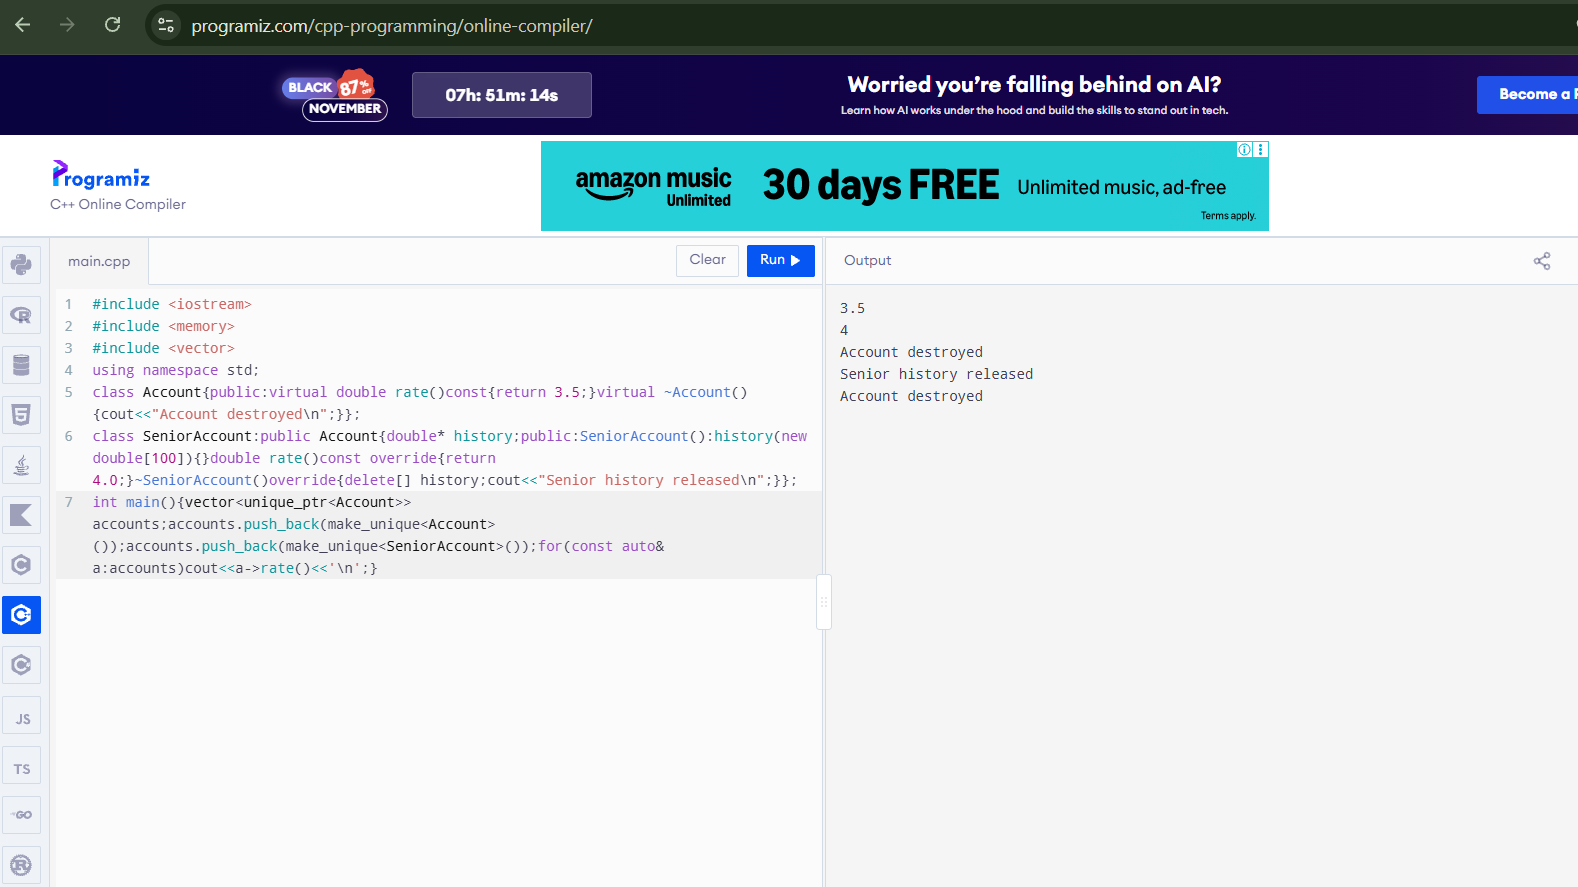 programiz.com/cpp-programming/online-compiler/
BLACK 87% OFF
NOVEMBER
07h: 51m: 14s
Worried you’re falling behind on AI?
Learn how AI works under the hood and build the skills to stand out in tech.
Become a
Programiz
C++ Online Compiler
amazon music
Unlimited
30 days FREE
Unlimited music, ad-free
Terms apply.
main.cpp
Clear
Run
Output
1 #include <iostream>
2 #include <memory>
3 #include <vector>
4 using namespace std;
5 class Account{public:virtual double rate()const{return 3.5;}virtual ~Account()
{cout<<"Account destroyed\n";}};
6 class SeniorAccount:public Account{double* history;public:SeniorAccount():history(new
double[100]){}double rate()const override{return
4.0;}~SeniorAccount()override{delete[] history;cout<<"Senior history released\n";}};
7 int main(){vector<unique_ptr<Account>>
accounts;accounts.push_back(make_unique<Account>
());accounts.push_back(make_unique<SeniorAccount>());for(const auto&
a:accounts)cout<<a->rate()<<'\n';}
3.5
4
Account destroyed
Senior history released
Account destroyed
JS
TS
GO